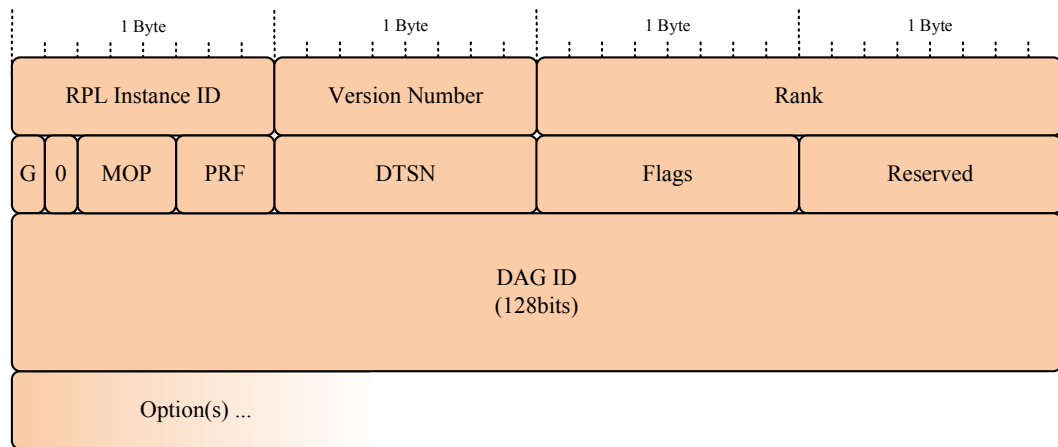 1 Byte 1 Byte 1 Byte 1 Byte
RPL Instance ID Version Number Rank
G 0 MOP PRF DTSN Flags Reserved
DAG ID
(128bits)
Option(s) ...